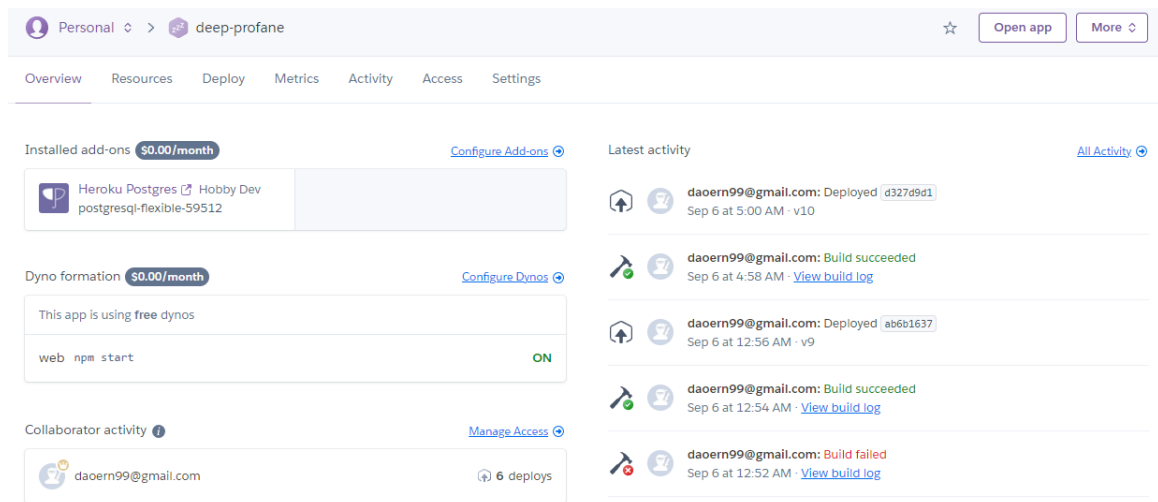 Personal > deep-profane
Open app
More
Overview Resources Deploy Metrics Activity Access Settings
Installed add-ons $0.00/month Configure Add-ons
Heroku Postgres Hobby Dev
postgresql-flexible-59512
Dyno formation $0.00/month Configure Dynos
This app is using free dynos
web npm start ON
Collaborator activity Manage Access
daoern99@gmail.com 6 deploys
Latest activity All Activity
daoern99@gmail.com: Deployed d327d9d1
Sep 6 at 5:00 AM · v10
daoern99@gmail.com: Build succeeded
Sep 6 at 4:58 AM · View build log
daoern99@gmail.com: Deployed ab6b1637
Sep 6 at 12:56 AM · v9
daoern99@gmail.com: Build succeeded
Sep 6 at 12:54 AM · View build log
daoern99@gmail.com: Build failed
Sep 6 at 12:52 AM · View build log